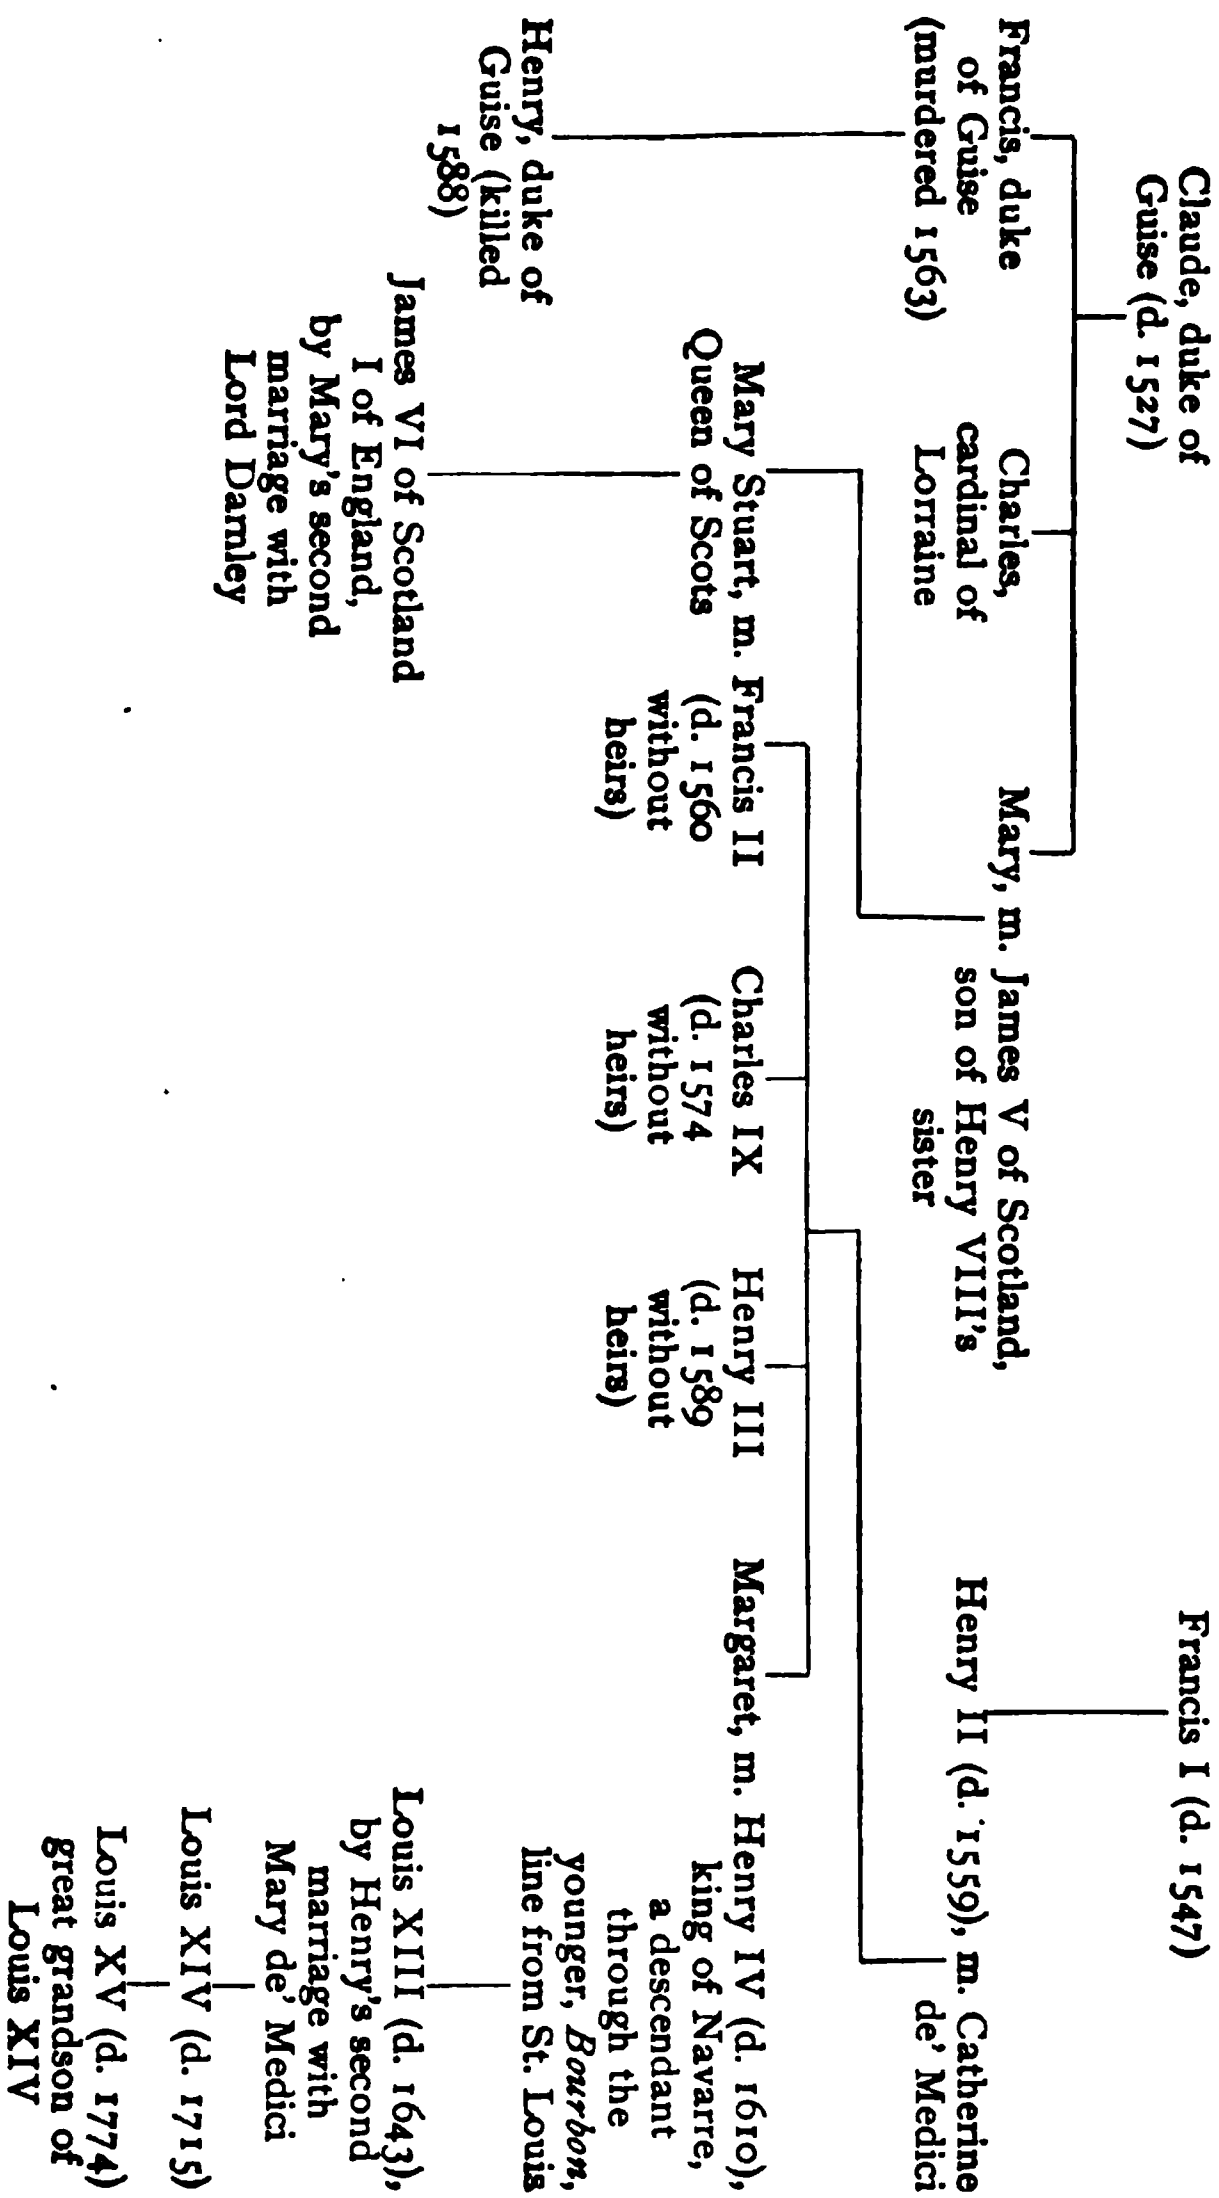 Claude, duke of
Guise (d. 1527)
Francis I (d. 1547)
Francis, duke
of Guise
(murdered 1563)
Charles,
cardinal of
Lorraine
Mary, m. James V of Scotland,
son of Henry VIII's
sister
Henry II (d. 1559), m. Catherine
de' Medici
Mary Stuart, m. Francis II
Queen of Scots
(d. 1560
without
heirs)
Charles IX
(d. 1574
without
heirs)
Henry III
(d. 1589
without
heirs)
Margaret, m. Henry IV (d. 1610),
king of Navarre,
a descendant
through the
younger, Bourbon,
line from St. Louis
Henry, duke of
Guise (killed
1588)
James VI of Scotland
I of England,
by Mary's second
marriage with
Lord Darnley
Louis XIII (d. 1643),
by Henry's second
marriage with
Mary de' Medici
Louis XIV (d. 1715)
Louis XV (d. 1774)
great grandson of
Louis XIV